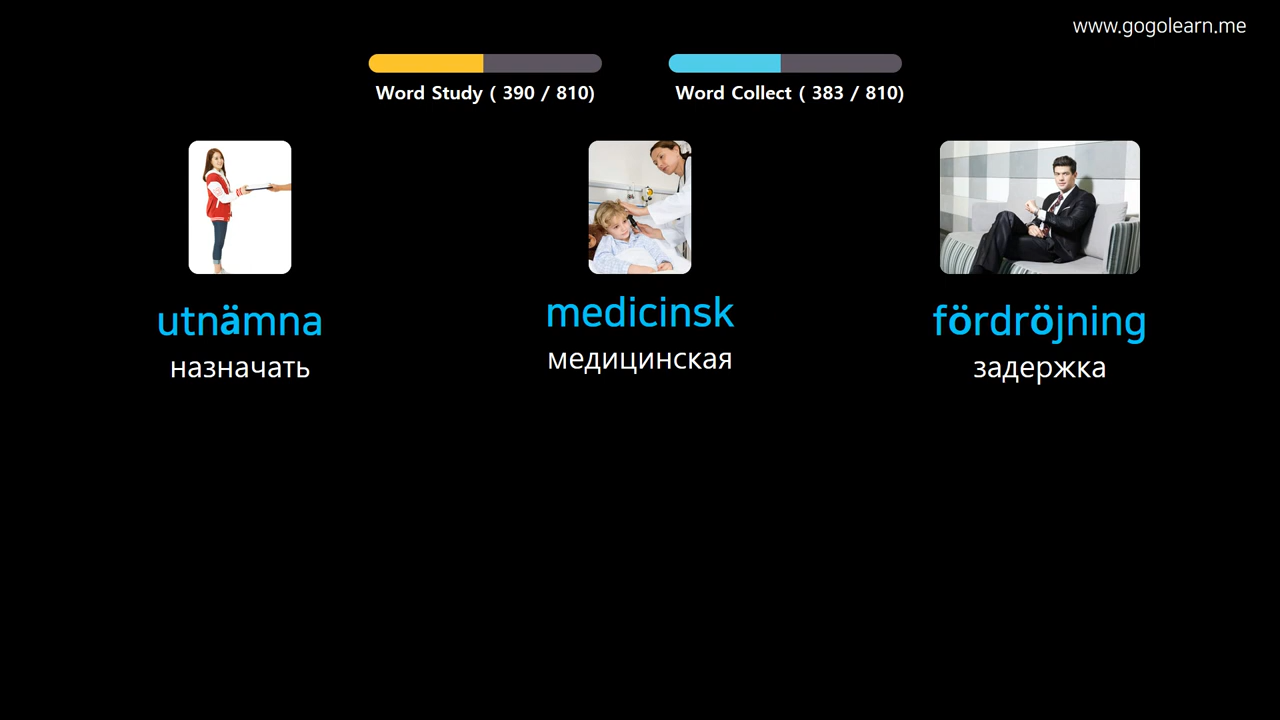 www.gogolearn.me
Word Study ( 390 / 810)
Word Collect ( 383 / 810)
utnämna
назначать
medicinsk
медицинская
fördröjning
задержка